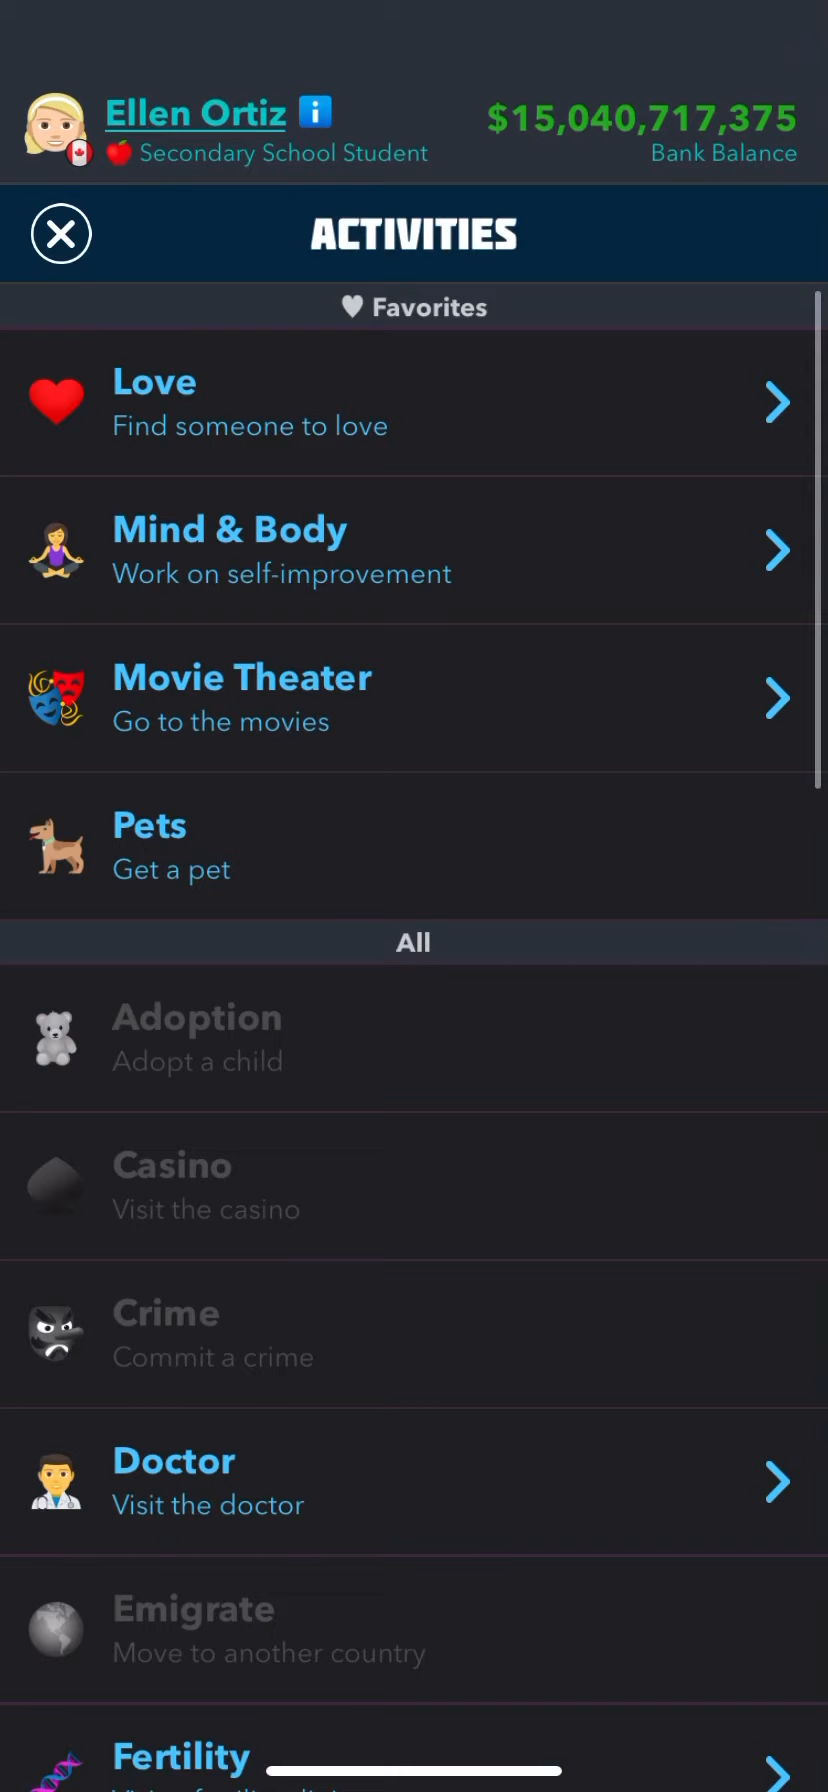 Ellen Ortiz
$15,040,717,375
Secondary School Student
Bank Balance
ACTIVITIES
Favorites
Love
Find someone to love
Mind & Body
Work on self-improvement
Movie Theater
Go to the movies
Pets
Get a pet
All
Adoption
Adopt a child
Casino
Visit the casino
Crime
Commit a crime
Doctor
Visit the doctor
Emigrate
Move to another country
Fertility